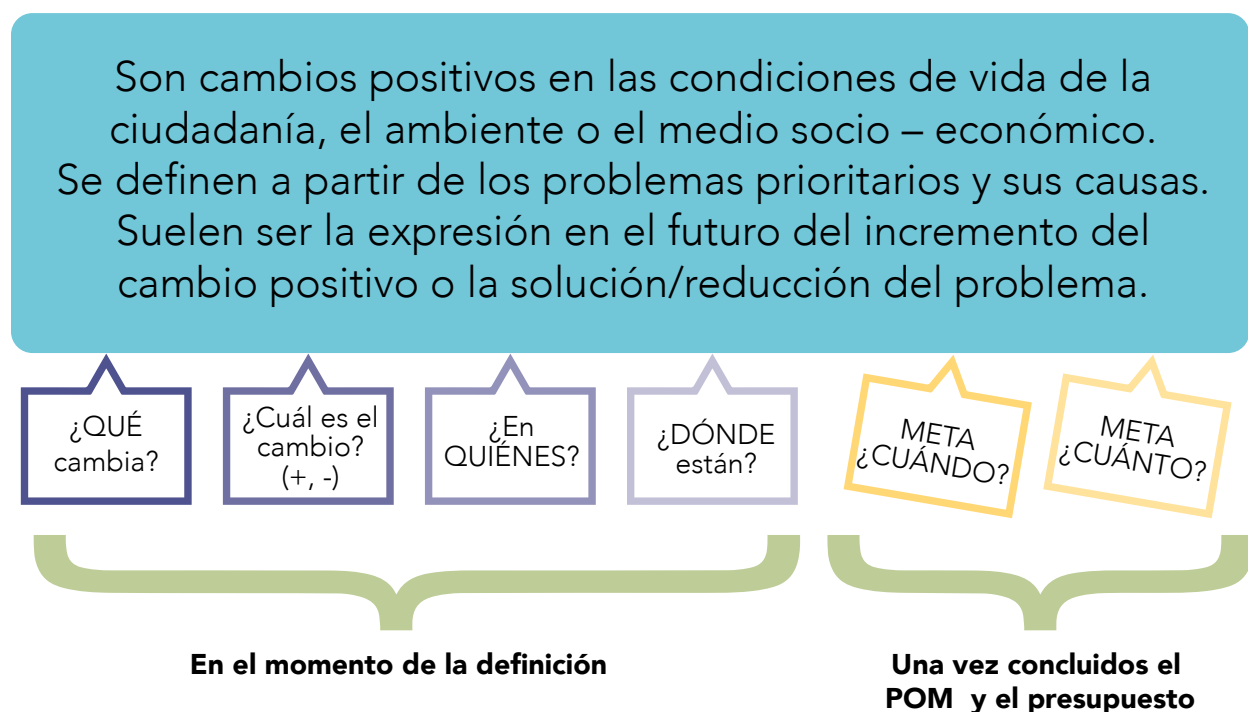 Son cambios positivos en las condiciones de vida de la
ciudadanía, el ambiente o el medio socio – económico.
Se definen a partir de los problemas prioritarios y sus causas.
Suelen ser la expresión en el futuro del incremento del
cambio positivo o la solución/reducción del problema.
¿QUÉ
cambia?
¿Cuál es el
cambio?
(+, -)
¿En
QUIÉNES?
¿DÓNDE
están?
META
¿CUÁNDO?
META
¿CUÁNTO?
En el momento de la definición
Una vez concluidos el
POM y el presupuesto